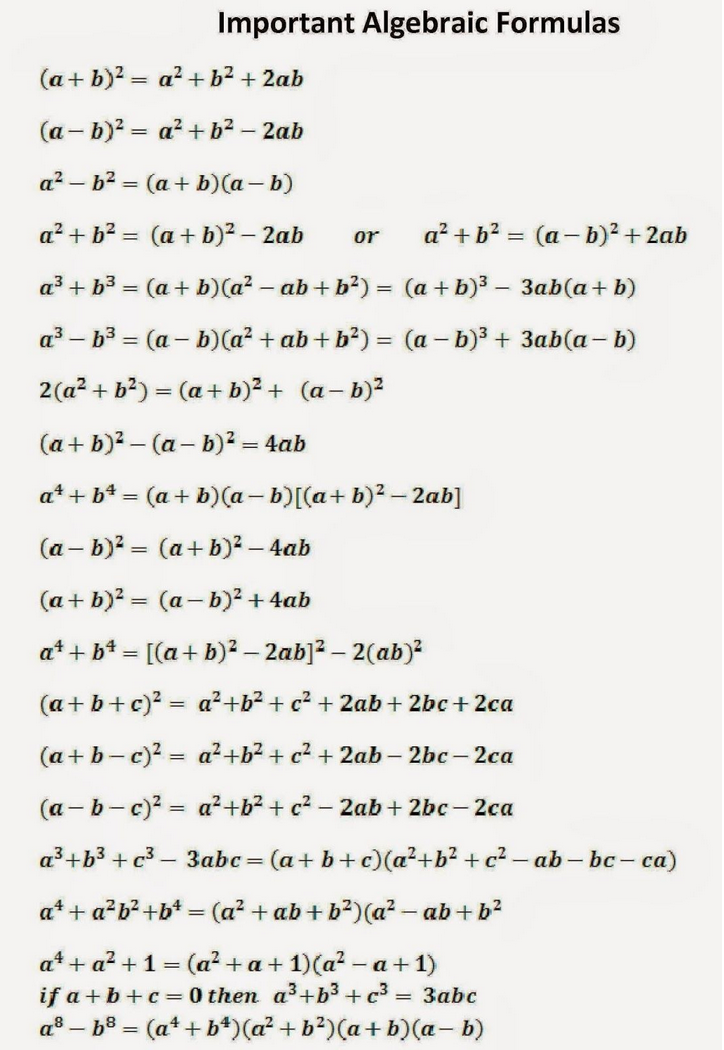 Important Algebraic Formulas
(a + b)² = a² + b² + 2ab
(a − b)² = a² + b² − 2ab
a² − b² = (a + b)(a − b)
a² + b² = (a + b)² − 2ab or a² + b² = (a − b)² + 2ab
a³ + b³ = (a + b)(a² − ab + b²) = (a + b)³ − 3ab(a + b)
a³ − b³ = (a − b)(a² + ab + b²) = (a − b)³ + 3ab(a − b)
2(a² + b²) = (a + b)² + (a − b)²
(a + b)² − (a − b)² = 4ab
a⁴ + b⁴ = (a + b)(a − b)[(a + b)² − 2ab]
(a − b)² = (a + b)² − 4ab
(a + b)² = (a − b)² + 4ab
a⁴ + b⁴ = [(a + b)² − 2ab]² − 2(ab)²
(a + b + c)² = a²+b² + c² + 2ab + 2bc + 2ca
(a + b − c)² = a²+b² + c² + 2ab − 2bc − 2ca
(a − b − c)² = a²+b² + c² − 2ab + 2bc − 2ca
a³+b³ + c³ − 3abc = (a + b + c)(a²+b² + c² − ab − bc − ca)
a⁴ + a²b²+b⁴ = (a² + ab + b²)(a² − ab + b²
a⁴ + a² + 1 = (a² + a + 1)(a² − a + 1)
if a + b + c = 0 then a³+b³ + c³ = 3abc
a⁸ − b⁸ = (a⁴ + b⁴)(a² + b²)(a + b)(a − b)